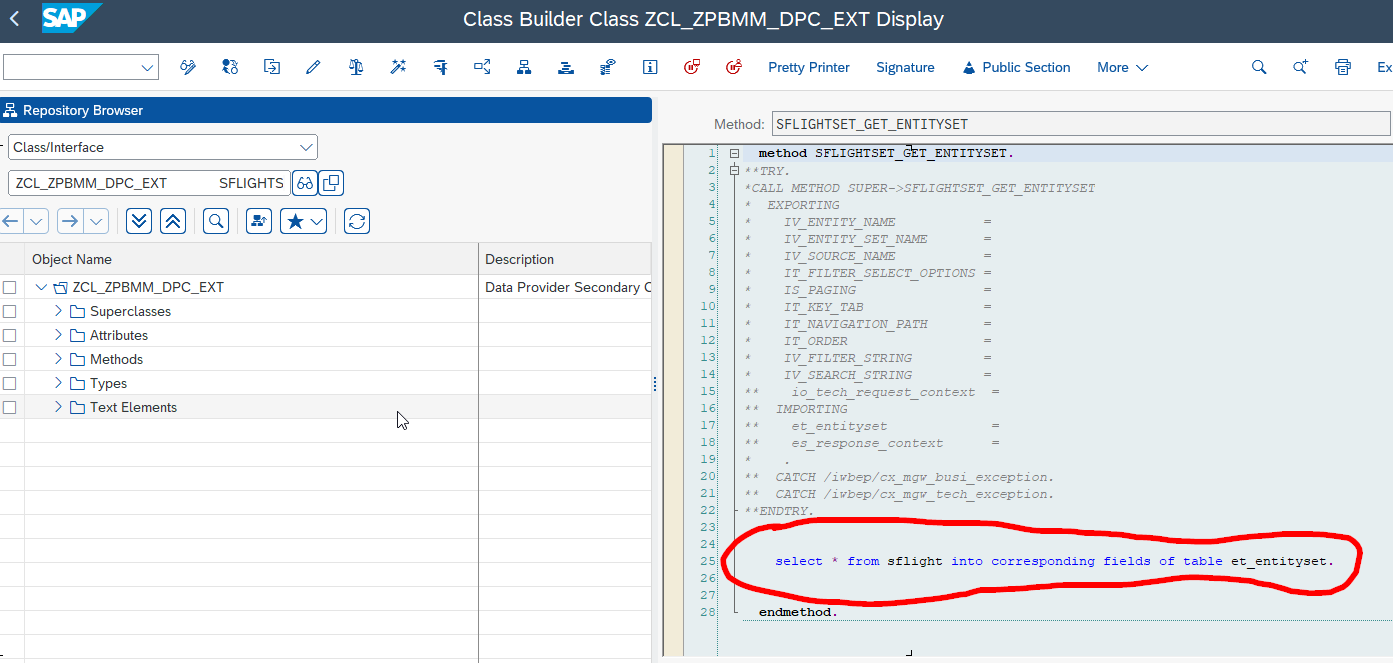 SAP
Class Builder Class ZCL_ZPBMM_DPC_EXT Display
Pretty Printer Signature Public Section More
Repository Browser
Class/Interface
ZCL_ZPBMM_DPC_EXT SFLIGHTS
Object Name Description
ZCL_ZPBMM_DPC_EXT Data Provider Secondary C
Superclasses
Attributes
Methods
Types
Text Elements
Method: SFLIGHTSET_GET_ENTITYSET
1 method SFLIGHTSET_GET_ENTITYSET.
2 **TRY.
3 *CALL METHOD SUPER->SFLIGHTSET_GET_ENTITYSET
4 * EXPORTING
5 * IV_ENTITY_NAME =
6 * IV_ENTITY_SET_NAME =
7 * IV_SOURCE_NAME =
8 * IT_FILTER_SELECT_OPTIONS =
9 * IS_PAGING =
10 * IT_KEY_TAB =
11 * IT_NAVIGATION_PATH =
12 * IT_ORDER =
13 * IV_FILTER_STRING =
14 * IV_SEARCH_STRING =
15 ** io_tech_request_context =
16 ** IMPORTING
17 ** et_entityset =
18 ** es_response_context =
19 * .
20 ** CATCH /iwbep/cx_mgw_busi_exception.
21 ** CATCH /iwbep/cx_mgw_tech_exception.
22 **ENDTRY.
23
24
25 select * from sflight into corresponding fields of table et_entityset.
26
27
28 endmethod.